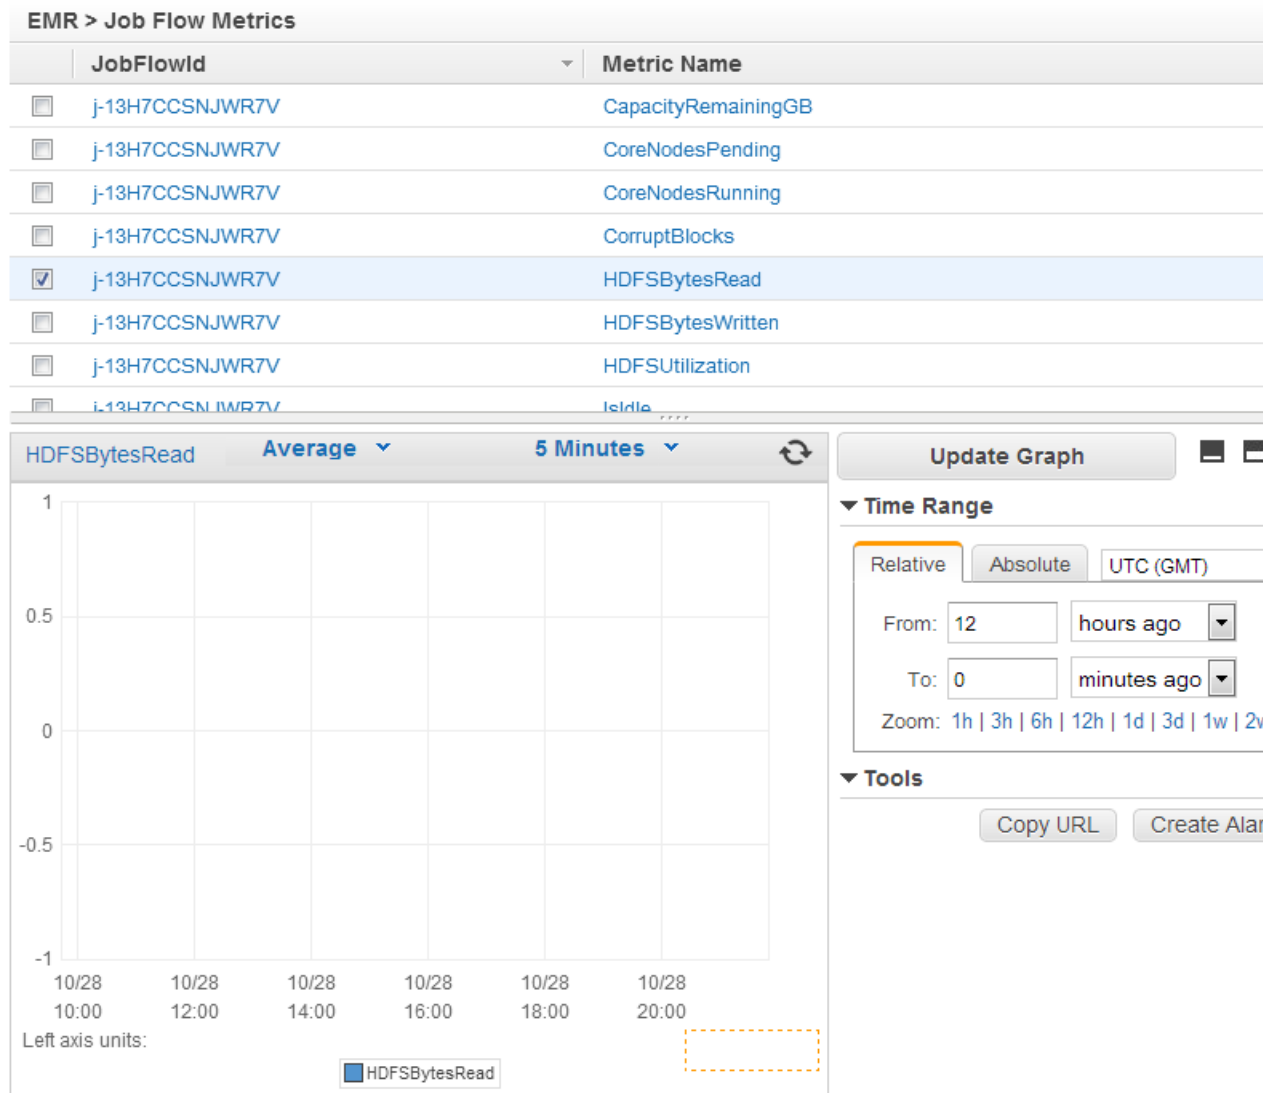 EMR > Job Flow Metrics
JobFlowId Metric Name
j-13H7CCSNJWR7V CapacityRemainingGB
j-13H7CCSNJWR7V CoreNodesPending
j-13H7CCSNJWR7V CoreNodesRunning
j-13H7CCSNJWR7V CorruptBlocks
j-13H7CCSNJWR7V HDFSBytesRead
j-13H7CCSNJWR7V HDFSBytesWritten
j-13H7CCSNJWR7V HDFSUtilization
j-13H7CCSNJWR7V IsIdle
HDFSBytesRead Average 5 Minutes
1
0.5
0
-0.5
-1
10/28 10/28 10/28 10/28 10/28 10/28
10:00 12:00 14:00 16:00 18:00 20:00
Left axis units:
HDFSBytesRead
Update Graph
Time Range
Relative Absolute UTC (GMT)
From: 12 hours ago
To: 0 minutes ago
Zoom: 1h | 3h | 6h | 12h | 1d | 3d | 1w |
Tools
Copy URL Create